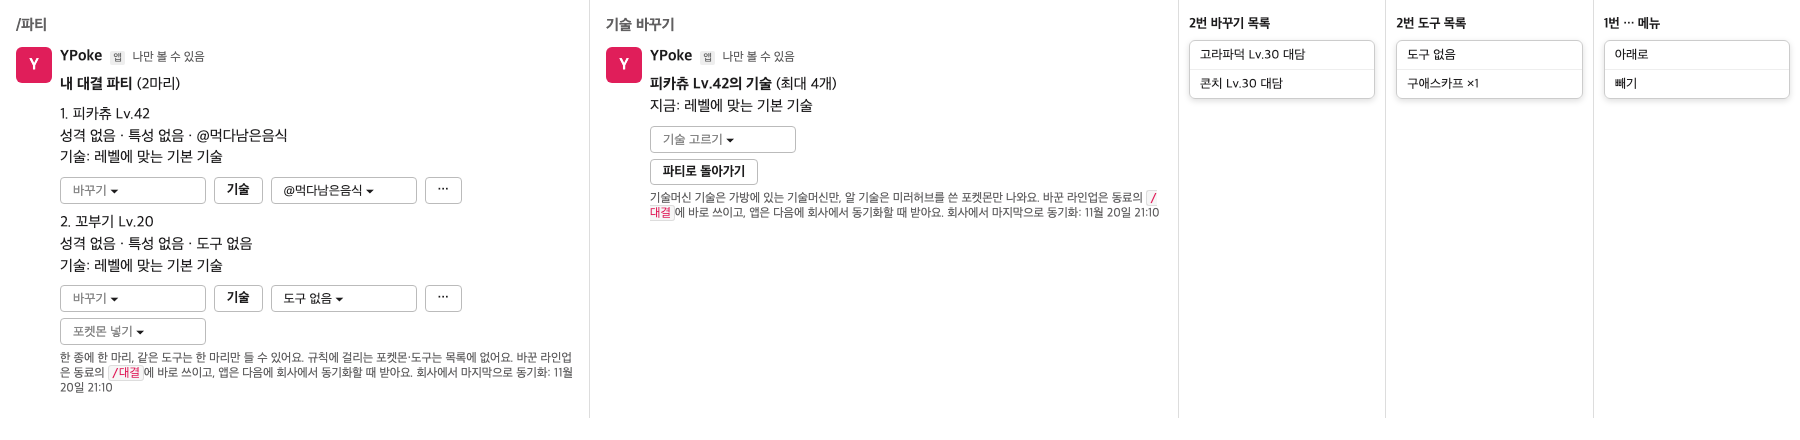 /파티
Y
YPoke 앱 나만 볼 수 있음
내 대결 파티 (2마리)
1. 피카츄 Lv.42
성격 없음 · 특성 없음 · @먹다남은음식
기술: 레벨에 맞는 기본 기술
바꾸기 기술 @먹다남은음식 ···
2. 꼬부기 Lv.20
성격 없음 · 특성 없음 · 도구 없음
기술: 레벨에 맞는 기본 기술
바꾸기 기술 도구 없음 ···
포켓몬 넣기
한 종에 한 마리, 같은 도구는 한 마리만 들 수 있어요. 규칙에 걸리는 포켓몬·도구는 목록에 없어요. 바꾼 라인업
은 동료의 /대결 에 바로 쓰이고, 앱은 다음에 회사에서 동기화할 때 받아요. 회사에서 마지막으로 동기화: 11월
20일 21:10
기술 바꾸기
Y
YPoke 앱 나만 볼 수 있음
피카츄 Lv.42의 기술 (최대 4개)
지금: 레벨에 맞는 기본 기술
기술 고르기
파티로 돌아가기
기술머신 기술은 가방에 있는 기술머신만, 알 기술은 미러허브를 쓴 포켓몬만 나와요. 바꾼 라인업은 동료의 /
대결 에 바로 쓰이고, 앱은 다음에 회사에서 동기화할 때 받아요. 회사에서 마지막으로 동기화: 11월 20일 21:10
2번 바꾸기 목록
고라파덕 Lv.30 대담
콘치 Lv.30 대담
2번 도구 목록
도구 없음
구애스카프 ×1
1번 ··· 메뉴
아래로
빼기